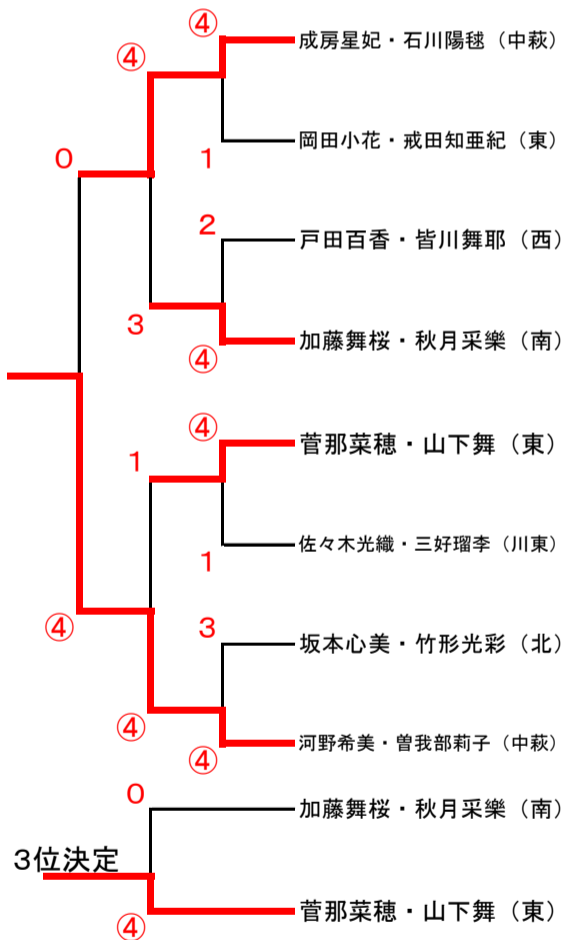 ④
成房星妃・石川陽毬（中萩）
④
岡田小花・戒田知亜紀（東）
1
0
2
戸田百香・皆川舞耶（西）
3
加藤舞桜・秋月采樂（南）
④
④
菅那菜穂・山下舞（東）
1
佐々木光織・三好瑠李（川東）
1
④
3
坂本心美・竹形光彩（北）
④
河野希美・曽我部莉子（中萩）
④
0
加藤舞桜・秋月采樂（南）
3位決定
菅那菜穂・山下舞（東）
④